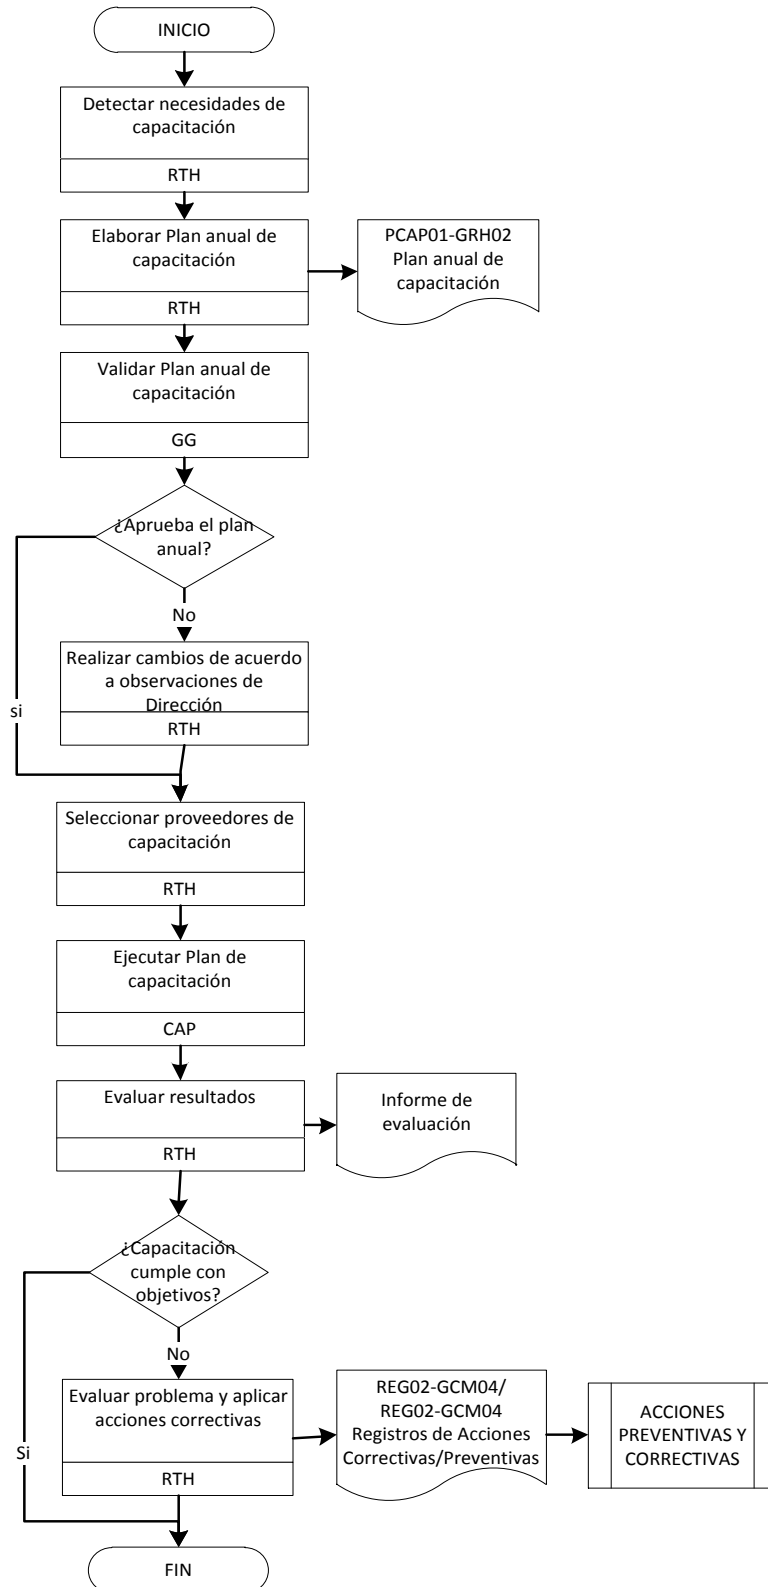 INICIO
Detectar necesidades de
capacitación
RTH
Elaborar Plan anual de
capacitación
RTH
PCAP01-GRH02
Plan anual de
capacitación
Validar Plan anual de
capacitación
GG
¿Aprueba el plan
anual?
No
si
Realizar cambios de acuerdo
a observaciones de
Dirección
RTH
Seleccionar proveedores de
capacitación
RTH
Ejecutar Plan de
capacitación
CAP
Evaluar resultados
RTH
Informe de
evaluación
¿Capacitación
cumple con
objetivos?
No
Si
Evaluar problema y aplicar
acciones correctivas
RTH
REG02-GCM04/
REG02-GCM04
Registros de Acciones
Correctivas/Preventivas
ACCIONES
PREVENTIVAS Y
CORRECTIVAS
FIN